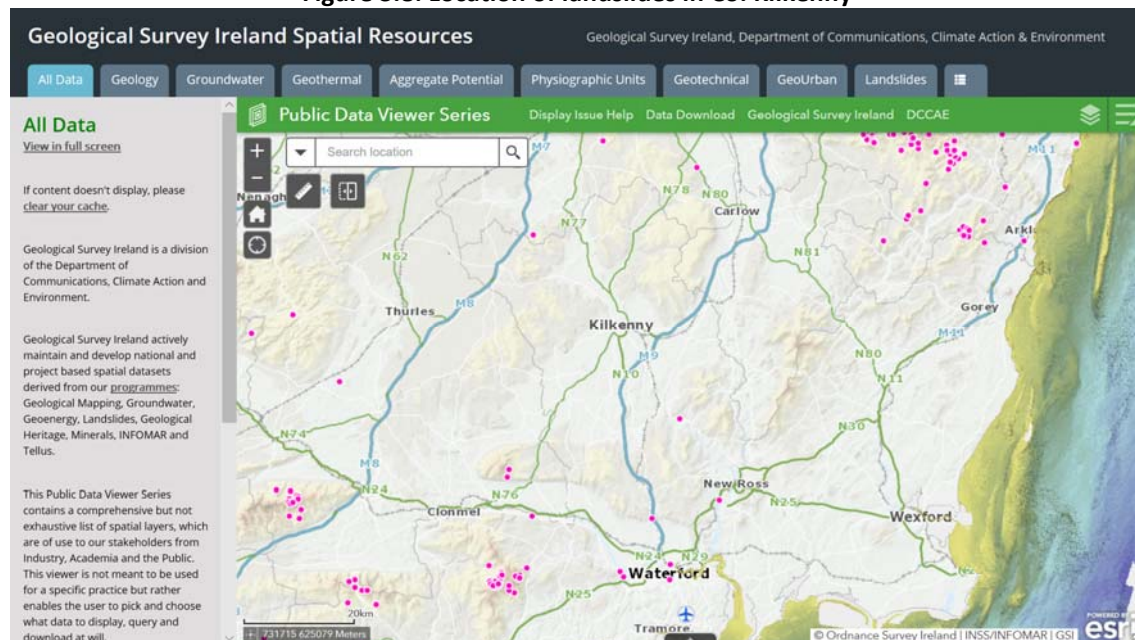 Figure 3.3: Location of landslides in Co. Kilkenny
Geological Survey Ireland Spatial Resources
Geological Survey Ireland, Department of Communications, Climate Action & Environment
All Data
Geology
Groundwater
Geothermal
Aggregate Potential
Physiographic Units
Geotechnical
GeoUrban
Landslides
Public Data Viewer Series
Display Issue Help
Data Download
Geological Survey Ireland
DCCAE
All Data
View in full screen
If content doesn't display, please
clear your cache.
Geological Survey Ireland is a division
of the Department of
Communications, Climate Action and
Environment.
Geological Survey Ireland actively
maintain and develop national and
project based spatial datasets
derived from our programmes:
Geological Mapping, Groundwater,
Geoenergy, Landslides, Geological
Heritage, Minerals, INFOMAR and
Tellus.
This Public Data Viewer Series
contains a comprehensive but not
exhaustive list of spatial layers, which
are of use to our stakeholders from
Industry, Academia and the Public.
This viewer is not meant to be used
for a specific practice but rather
enables the user to pick and choose
what data to display, query and
download at will.
+
Search location
−
M7
M11
Nenagh
N78
N80
Carlow
N77
Arkl
N62
N81
Thurles
M8
Kilkenny
Gorey
M11
M9
N80
N10
N11
N74
N30
M8
N24
N76
New Ross
Clonmel
N25
Wexford
N24
N29
Waterford
N25
20km
Tramore
731715 625079 Meters
© Ordnance Survey Ireland | INSS/INFOMAR | GSI
POWERED BY
esri